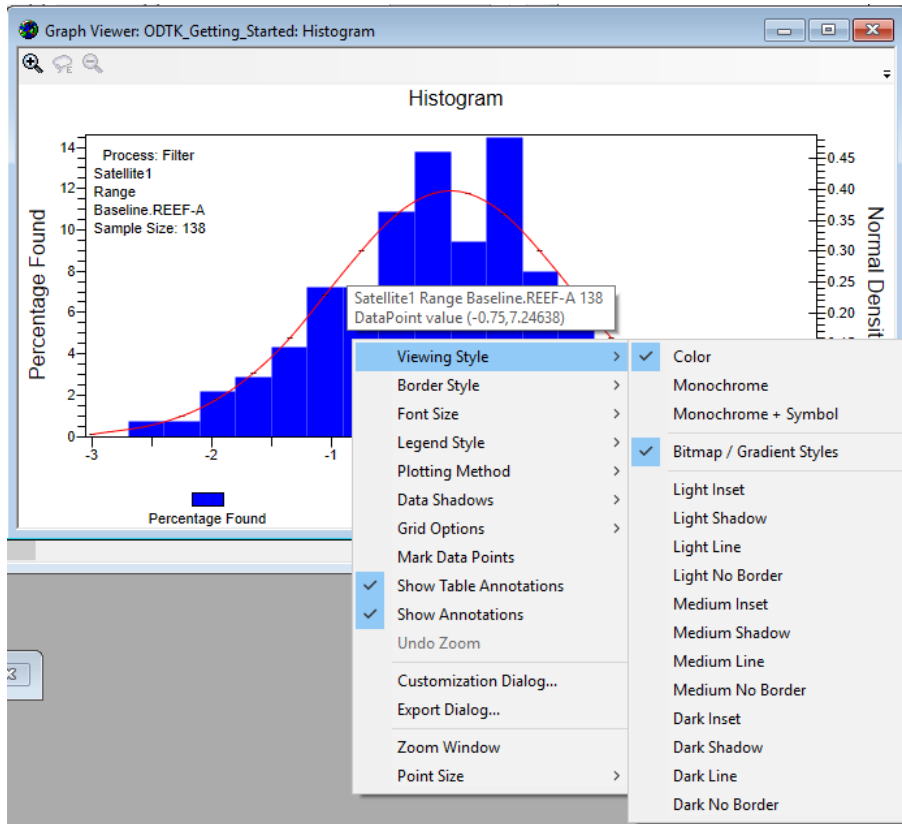 Graph Viewer: ODTK_Getting_Started: Histogram
E
Histogram
Process: Filter
Satellite1
Range
Baseline.REEF-A
Sample Size: 138
Percentage Found
14
12
10
8
6
4
2
0
-3
-2
-1
0.45
0.40
0.35
0.30
0.25
0.20
Percentage Found
Satellite1 Range Baseline.REEF-A 138
DataPoint value (-0.75,7.24638)
Viewing Style
Border Style
Font Size
Legend Style
Plotting Method
Data Shadows
Grid Options
Mark Data Points
Show Table Annotations
Show Annotations
Undo Zoom
Customization Dialog...
Export Dialog...
Zoom Window
Point Size
Color
Monochrome
Monochrome + Symbol
Bitmap / Gradient Styles
Light Inset
Light Shadow
Light Line
Light No Border
Medium Inset
Medium Shadow
Medium Line
Medium No Border
Dark Inset
Dark Shadow
Dark Line
Dark No Border
Normal Densit